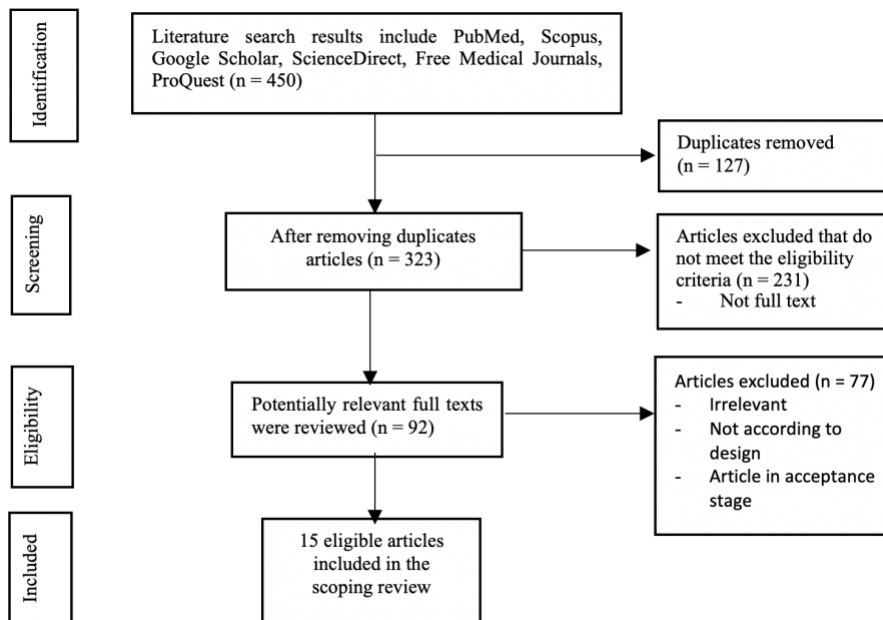 Identification
Literature search results include PubMed, Scopus,
Google Scholar, ScienceDirect, Free Medical Journals,
ProQuest (n = 450)
Duplicates removed
(n = 127)
Screening
After removing duplicates
articles (n = 323)
Articles excluded that do
not meet the eligibility
criteria (n = 231)
- Not full text
Eligibility
Potentially relevant full texts
were reviewed (n = 92)
Articles excluded (n = 77)
- Irrelevant
- Not according to
design
- Article in acceptance
stage
Included
15 eligible articles
included in the
scoping review